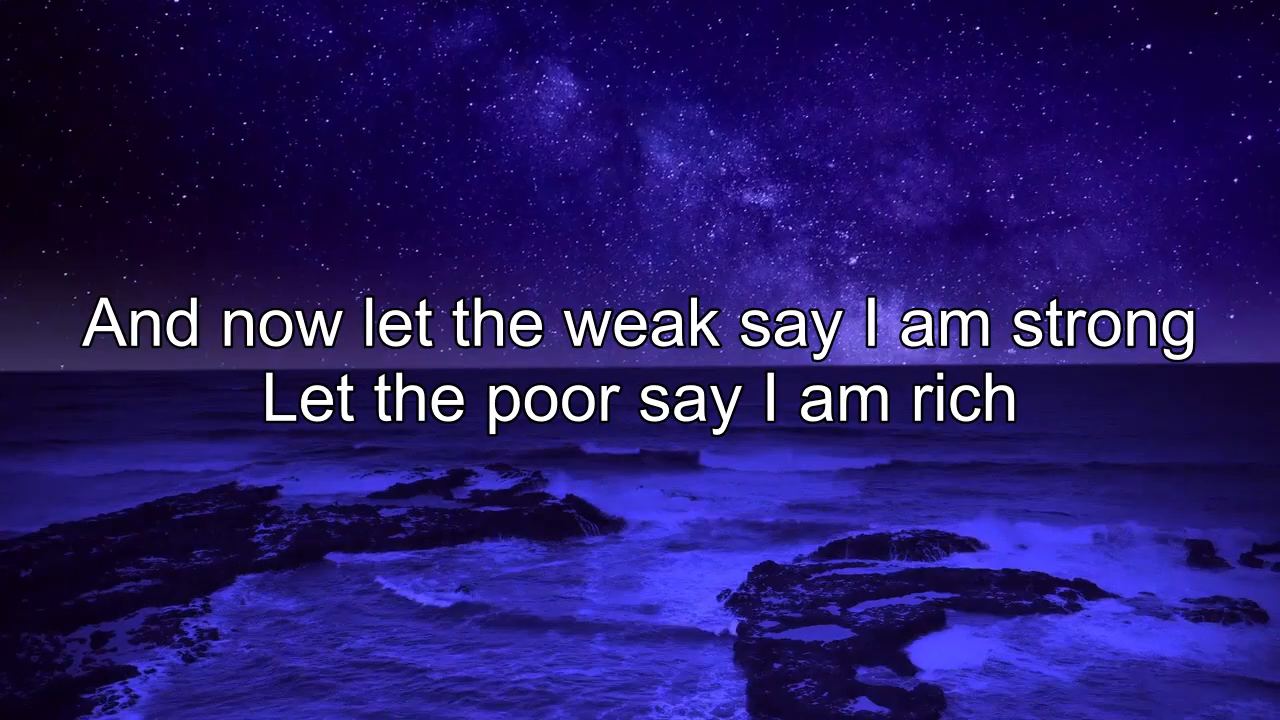 And now let the weak say I am strong
Let the poor say I am rich